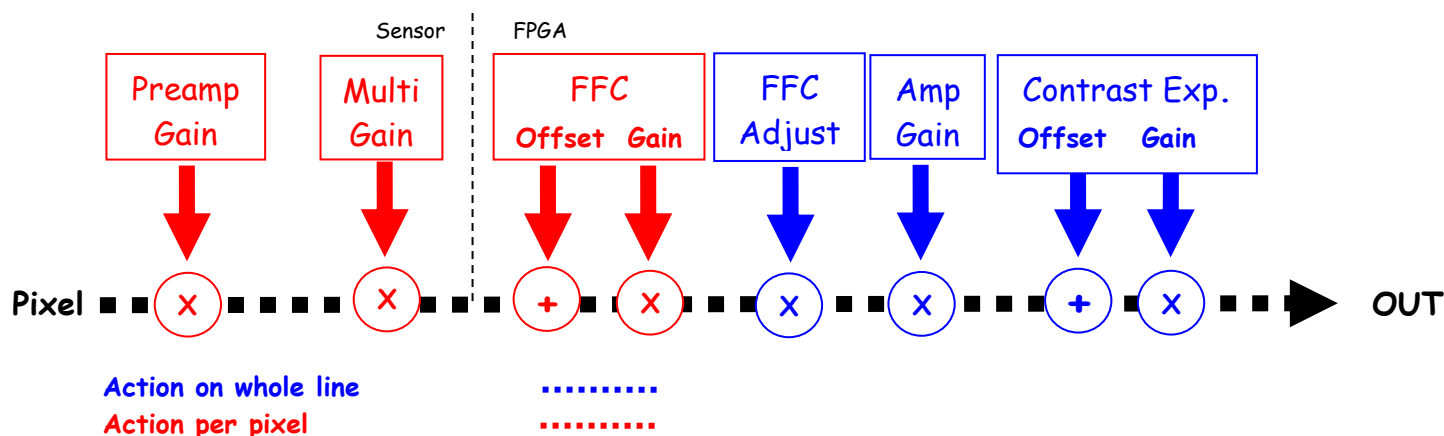 Sensor
FPGA
Preamp
Gain
Multi
Gain
FFC
Offset Gain
FFC
Adjust
Amp
Gain
Contrast Exp.
Offset Gain
Pixel
X
X
+
X
X
X
+
X
OUT
Action on whole line
Action per pixel